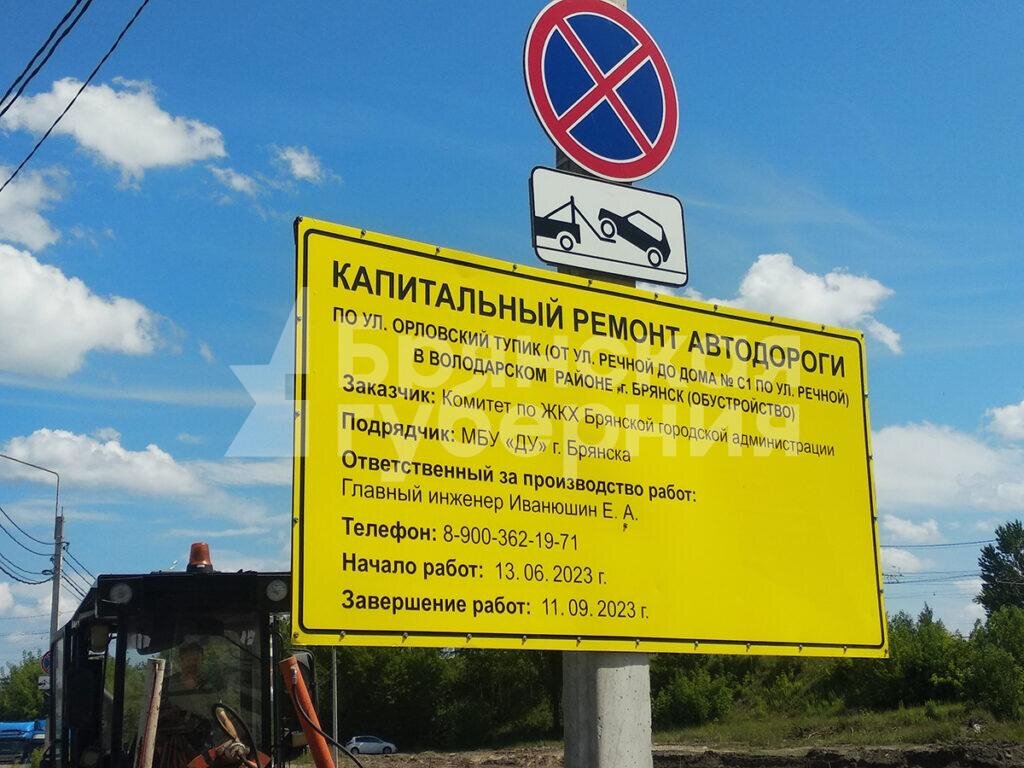 КАПИТАЛЬНЫЙ РЕМОНТ АВТОДОРОГИ
ПО УЛ. ОРЛОВСКИЙ ТУПИК (ОТ УЛ. РЕЧНОЙ ДО ДОМА № С1 ПО УЛ. РЕЧНОЙ)
В ВОЛОДАРСКОМ РАЙОНЕ , г. БРЯНСК (ОБУСТРОЙСТВО)
Заказчик: Комитет по ЖКХ Брянской городской администрации
Подрядчик: МБУ «ДУ» г. Брянска
Ответственный за производство работ:
Главный инженер Иванюшин Е. А.
Телефон: 8-900-362-19-71
Начало работ: 13. 06. 2023 г.
Завершение работ: 11. 09. 2023 г.
Брянская
губерния